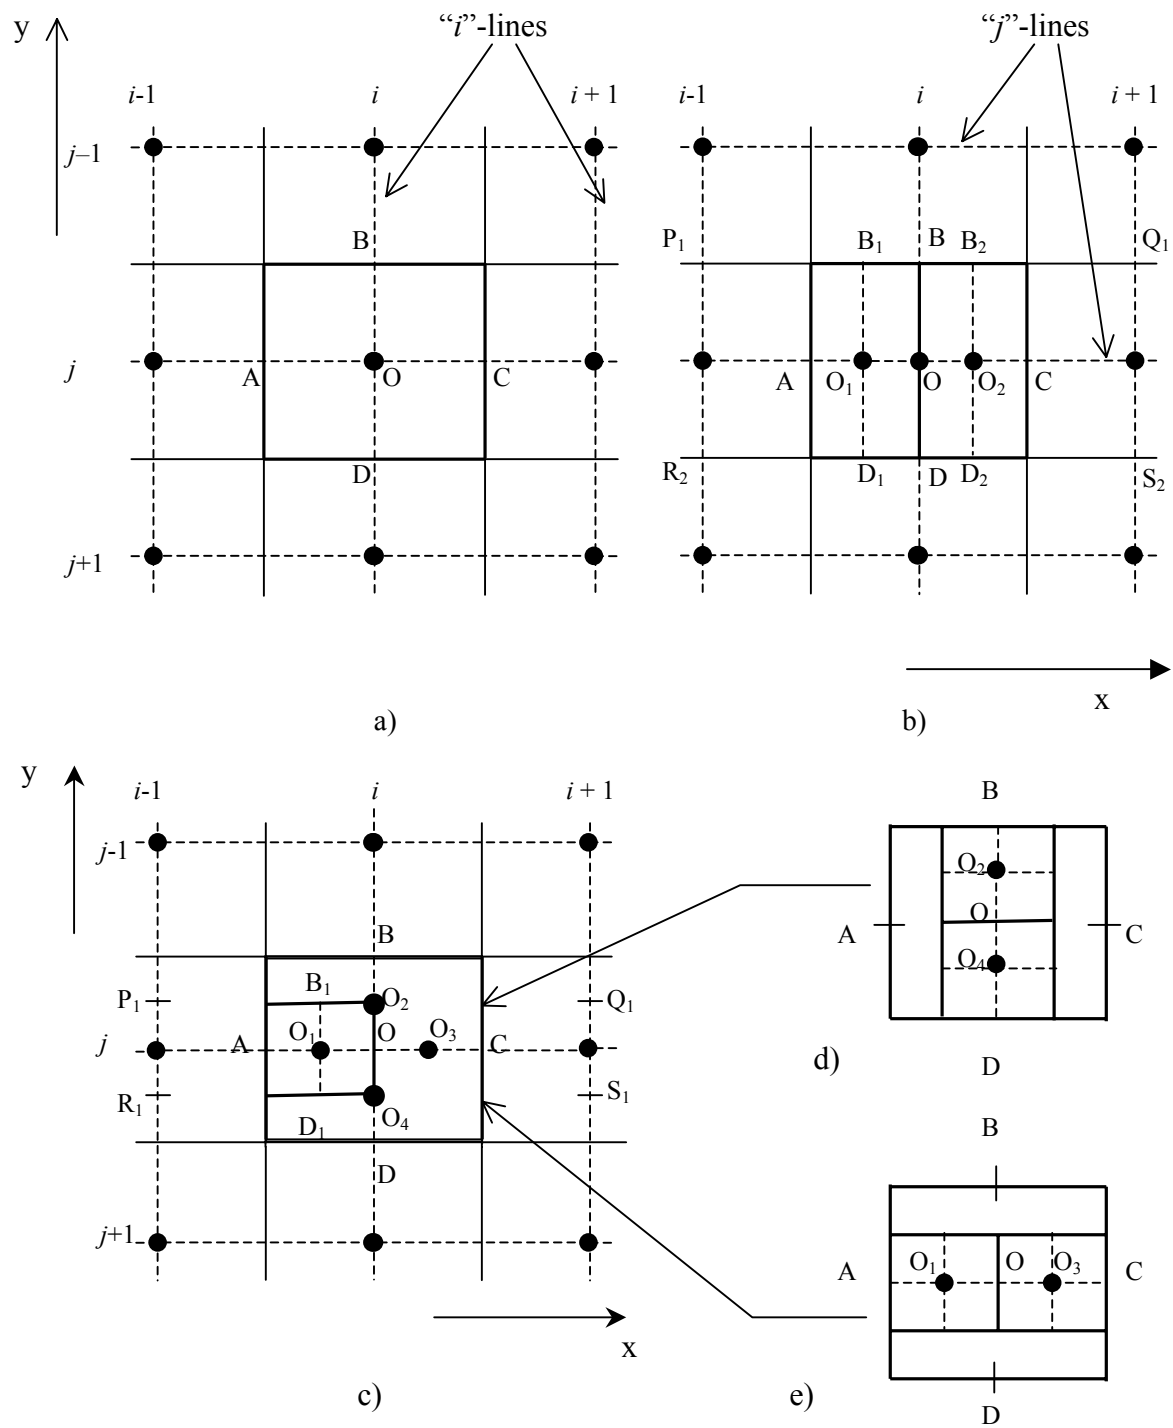 y “i”-lines “j”-lines
i-1 i i + 1 i-1 i i + 1
j–1
B P₁ B₁ B B₂ Q₁
j A O C A O₁ O O₂ C
D R₂ D₁ D D₂ S₂
j+1
x
a) b)
y i-1 i i + 1 B
j-1
O₂
A O C
B O₄
P₁ B₁ O₂ Q₁
j A O₁ O O₃ C
d)
D
R₁ O₄ S₁
D₁
D B
j+1
A O₁ O O₃ C
x
c) e)
D